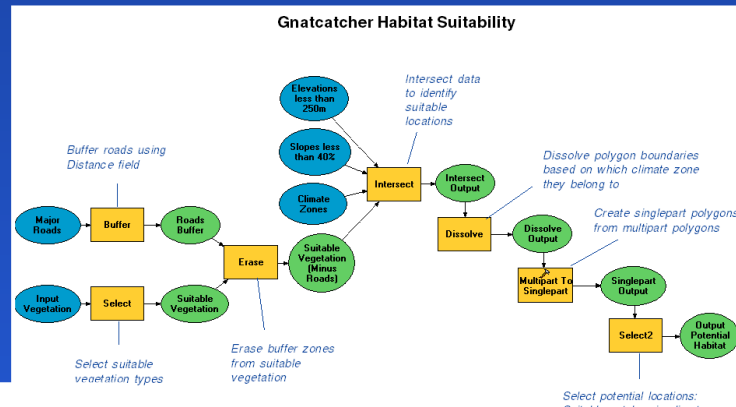 Gnatcatcher Habitat Suitability
Elevations
less than
250m
Intersect data
to identify
suitable
locations
Buffer roads using
Distance field
Slopes less
than 40%
Intersect
Intersect
Output
Dissolve polygon boundaries
based on which climate zone
they belong to
Climate
Zones
Major
Roads
Buffer
Roads
Buffer
Dissolve
Dissolve
Output
Create singlepart polygons
from multipart polygons
Erase
Suitable
Vegetation
(Minus
Roads)
Multipart To
Singlepart
Singlepart
Output
Input
Vegetation
Select
Suitable
Vegetation
Select2
Output
Potential
Habitat
Select suitable
vegetation types
Erase buffer zones
from suitable
vegetation
Select potential locations: